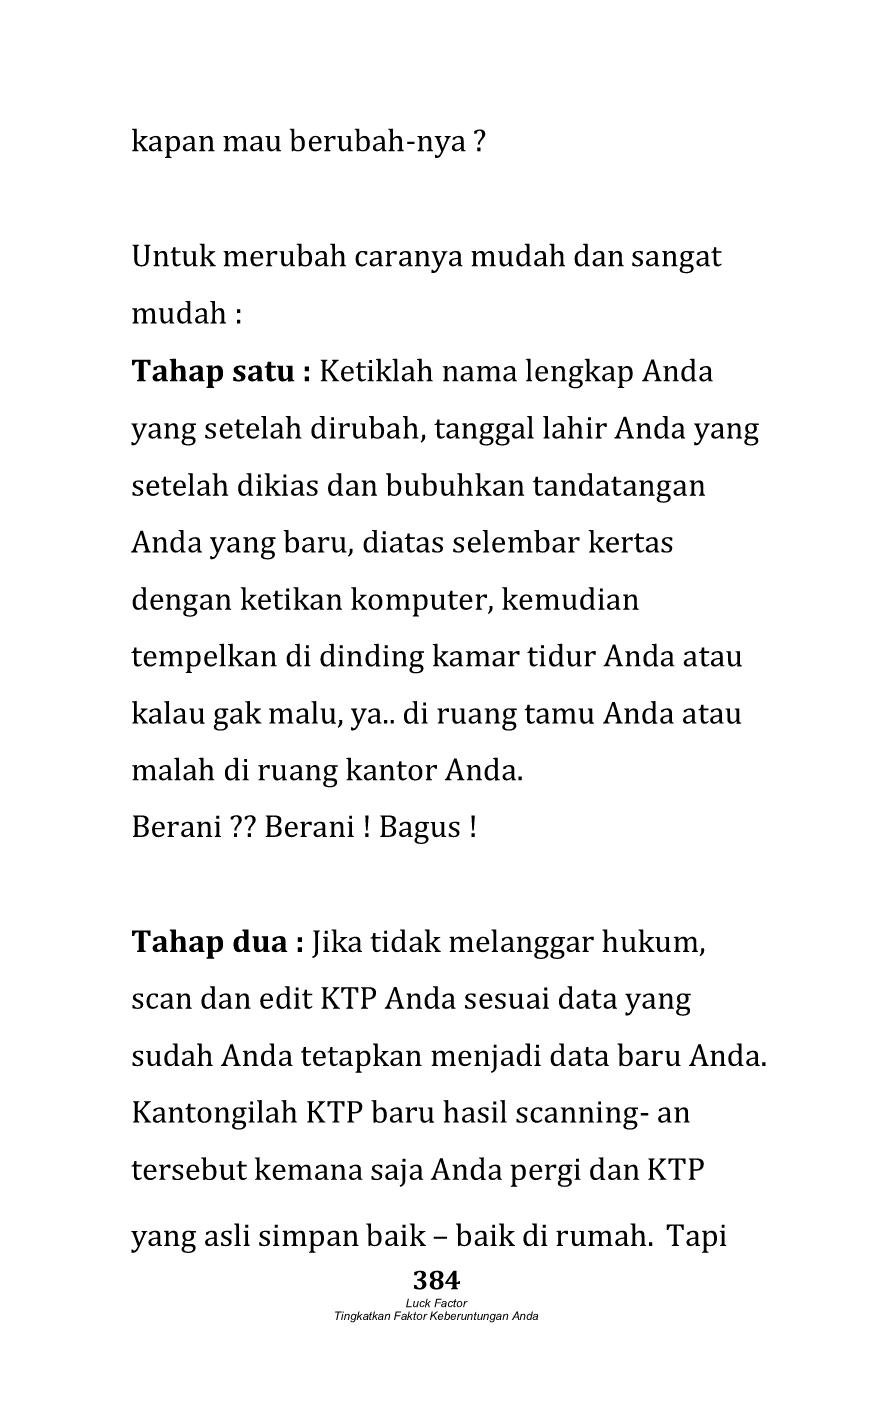 kapan mau berubah-nya ?
Untuk merubah caranya mudah dan sangat
mudah :
Tahap satu : Ketiklah nama lengkap Anda
yang setelah dirubah, tanggal lahir Anda yang
setelah dikias dan bubuhkan tandatangan
Anda yang baru, diatas selembar kertas
dengan ketikan komputer, kemudian
tempelkan di dinding kamar tidur Anda atau
kalau gak malu, ya.. di ruang tamu Anda atau
malah di ruang kantor Anda.
Berani ?? Berani ! Bagus !
Tahap dua : Jika tidak melanggar hukum,
scan dan edit KTP Anda sesuai data yang
sudah Anda tetapkan menjadi data baru Anda.
Kantongilah KTP baru hasil scanning- an
tersebut kemana saja Anda pergi dan KTP
yang asli simpan baik – baik di rumah. Tapi
384
Luck Factor
Tingkatkan Faktor Keberuntungan Anda